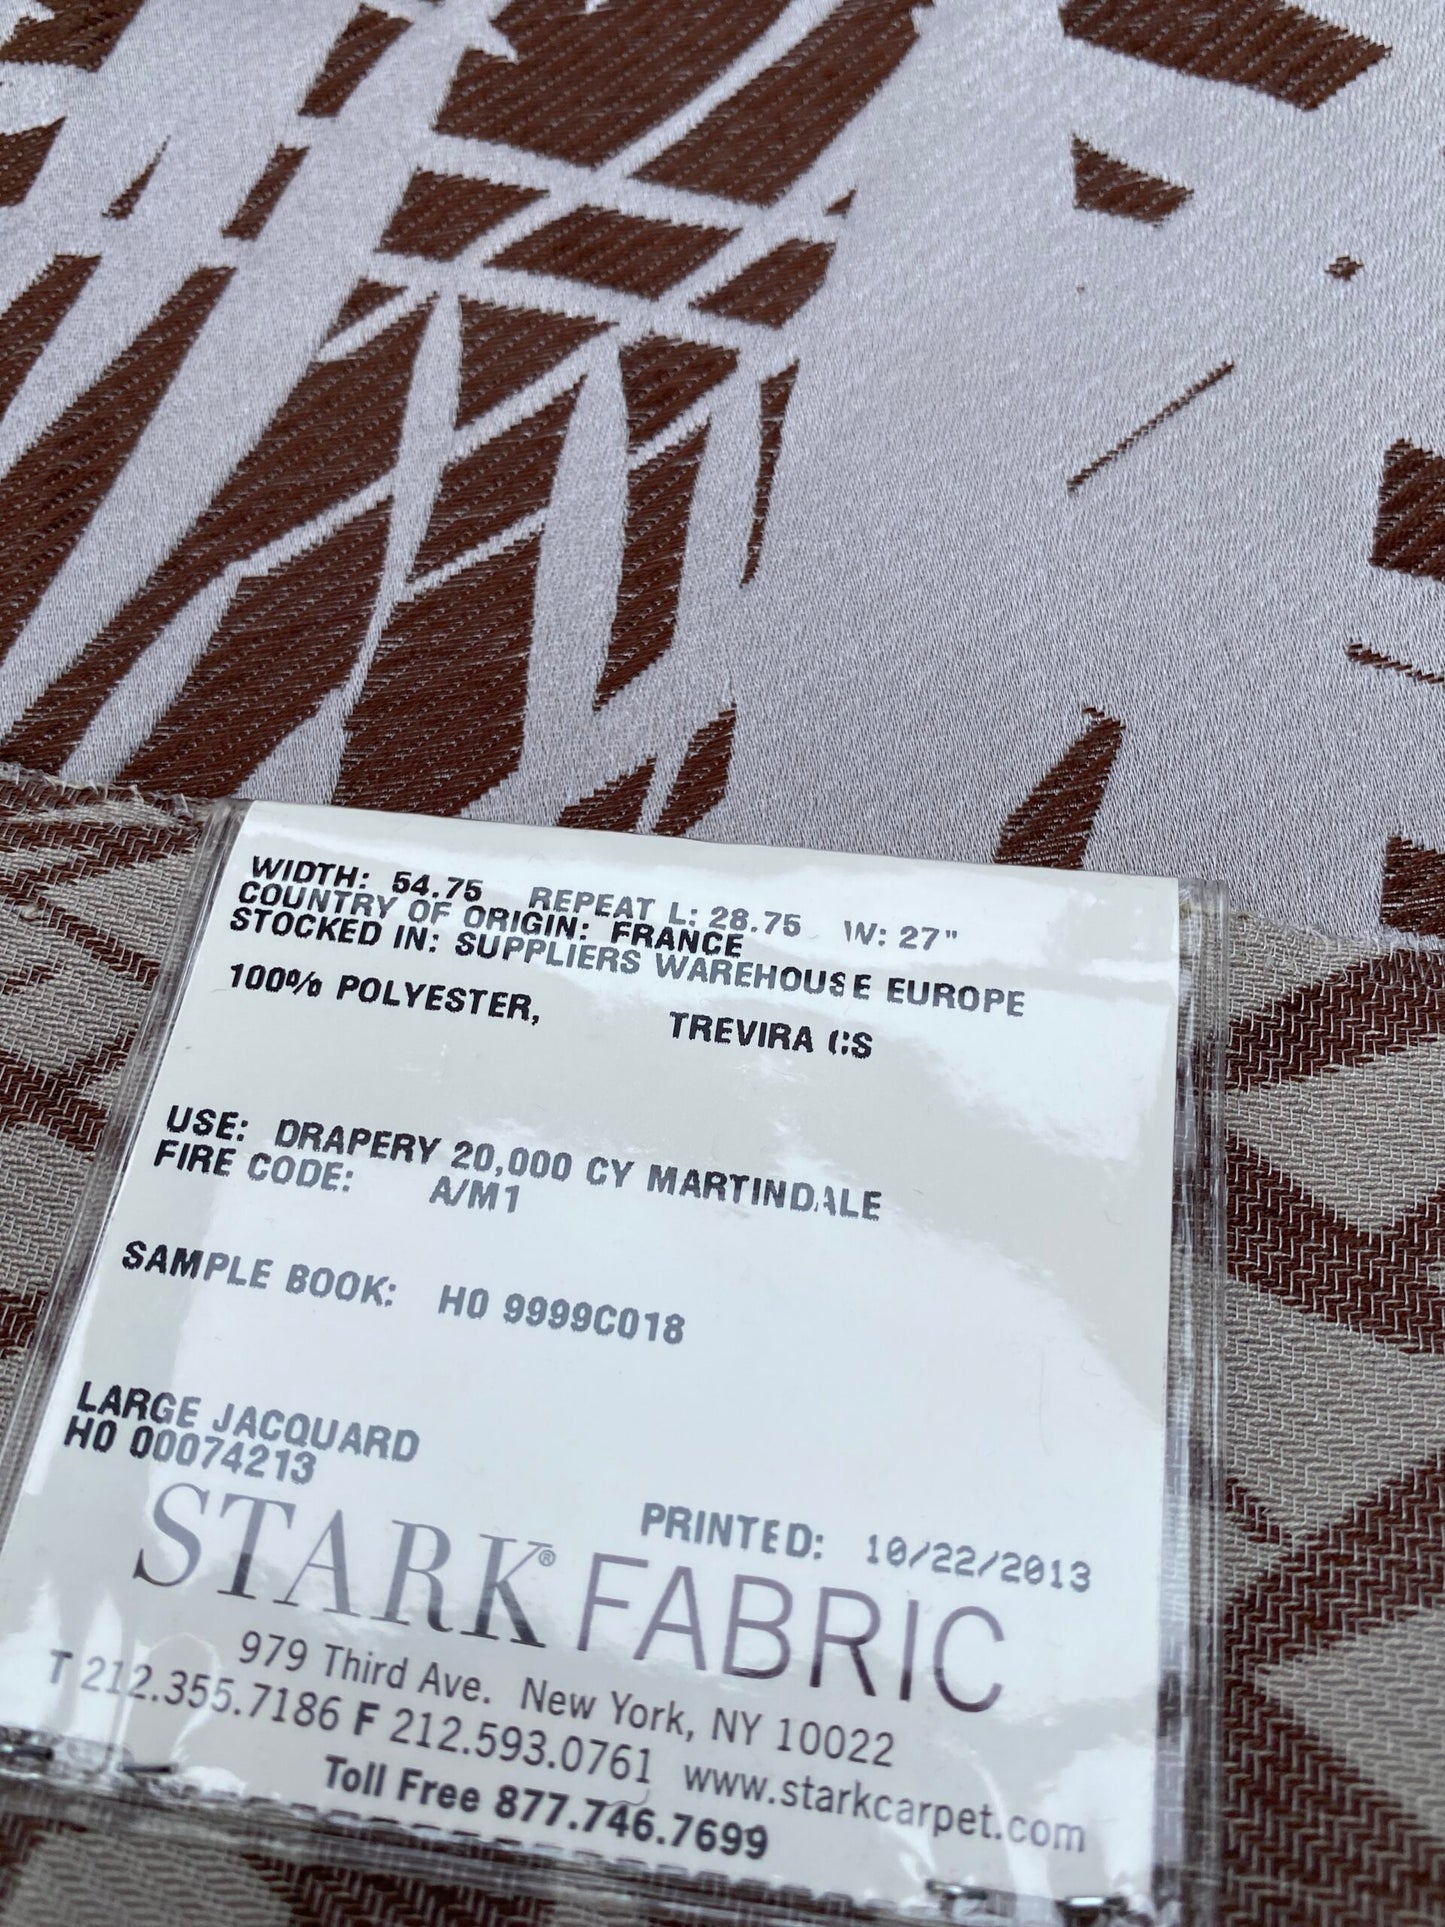 WIDTH: 54.75 REPEAT L: 28.75 W: 27"
COUNTRY OF ORIGIN: FRANCE
STOCKED IN: SUPPLIERS WAREHOUSE EUROPE
100% POLYESTER, TREVIRA CS
USE: DRAPERY 20,000 CY MARTINDALE
FIRE CODE: A/M1
SAMPLE BOOK: H0 9999C018
LARGE JACQUARD
H0 00074213
PRINTED: 10/22/2013
STARK® FABRIC
979 Third Ave. New York, NY 10022
T 212.355.7186 F 212.593.0761 www.starkcarpet.com
Toll Free 877.746.7699